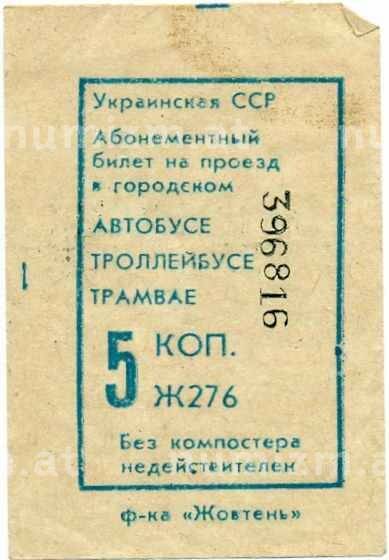 Украинская ССР
Абонементный
билет на проезд
в городском
АВТОБУСЕ
ТРОЛЛЕЙБУСЕ
ТРАМВАЕ
396816
5 КОП.
Ж276
Без компостера
недействителен
ф-ка «Жовтень»